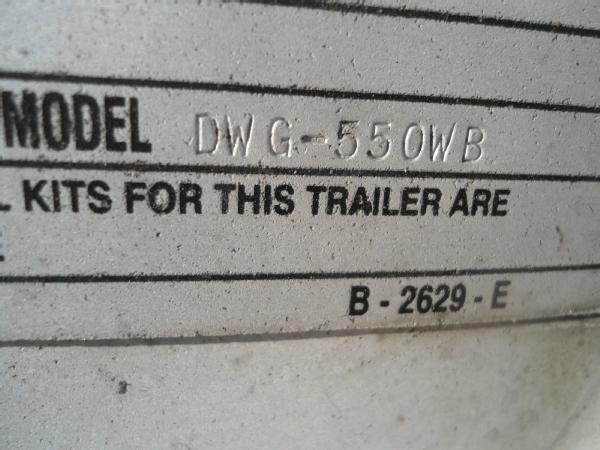 MODEL DWG-550WB
KITS FOR THIS TRAILER ARE
B - 2629 - E